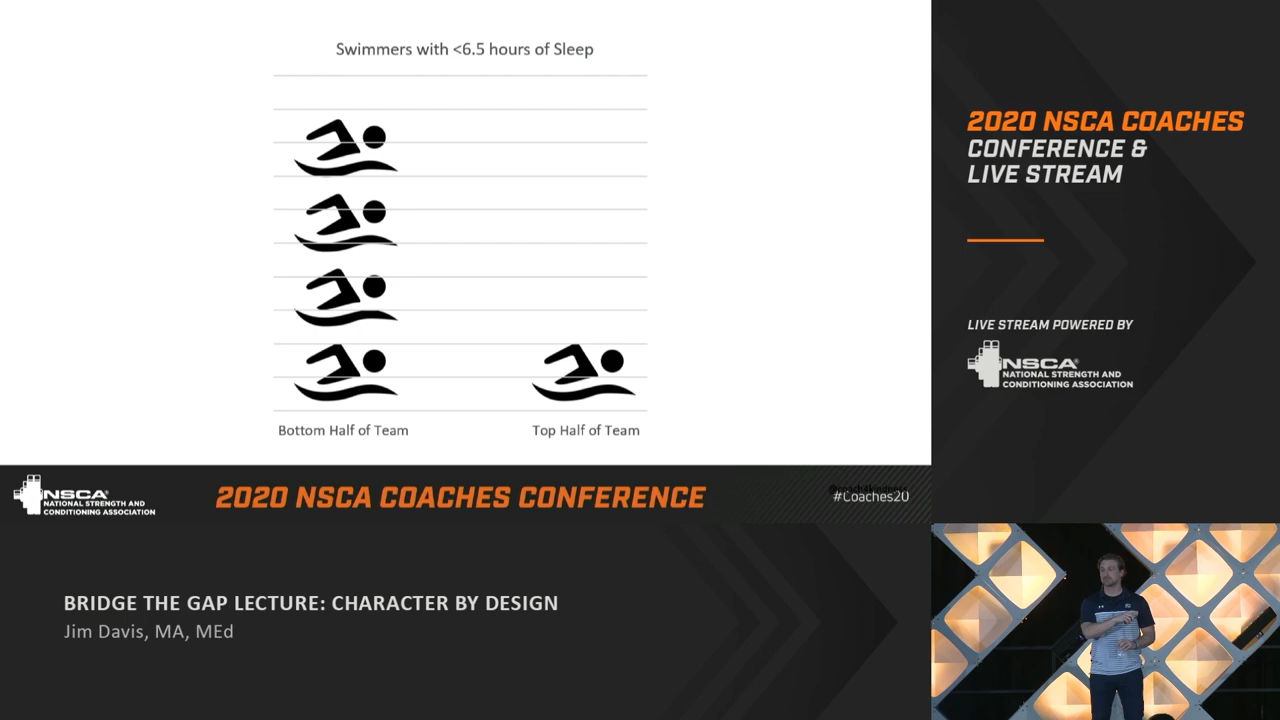 Swimmers with <6.5 hours of Sleep
Bottom Half of Team
Top Half of Team
2020 NSCA COACHES
CONFERENCE &
LIVE STREAM
LIVE STREAM POWERED BY
NSCA®
NATIONAL STRENGTH AND
CONDITIONING ASSOCIATION
NSCA®
NATIONAL STRENGTH AND
CONDITIONING ASSOCIATION
2020 NSCA COACHES CONFERENCE
@coach4kindness
#Coaches20
BRIDGE THE GAP LECTURE: CHARACTER BY DESIGN
Jim Davis, MA, MEd